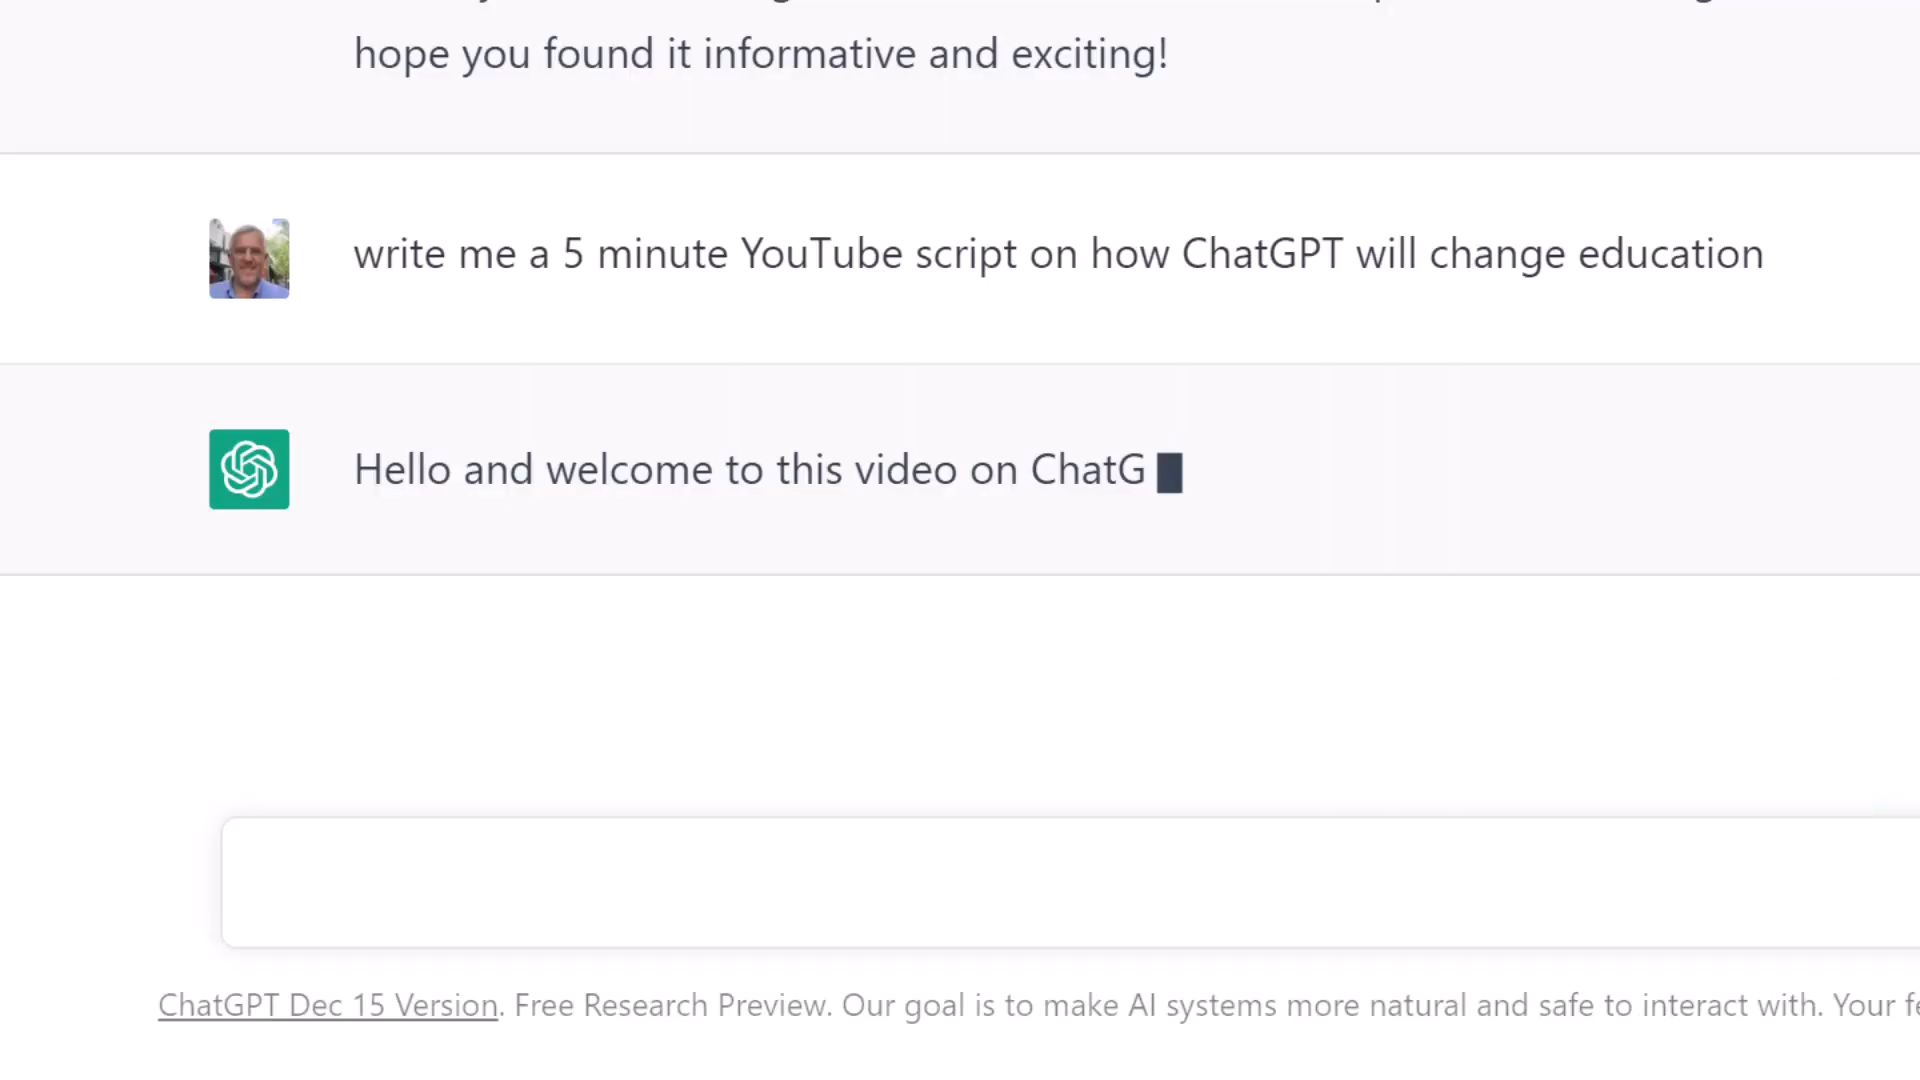 hope you found it informative and exciting!
write me a 5 minute YouTube script on how ChatGPT will change education
Hello and welcome to this video on ChatG
ChatGPT Dec 15 Version. Free Research Preview. Our goal is to make AI systems more natural and safe to interact with. Your